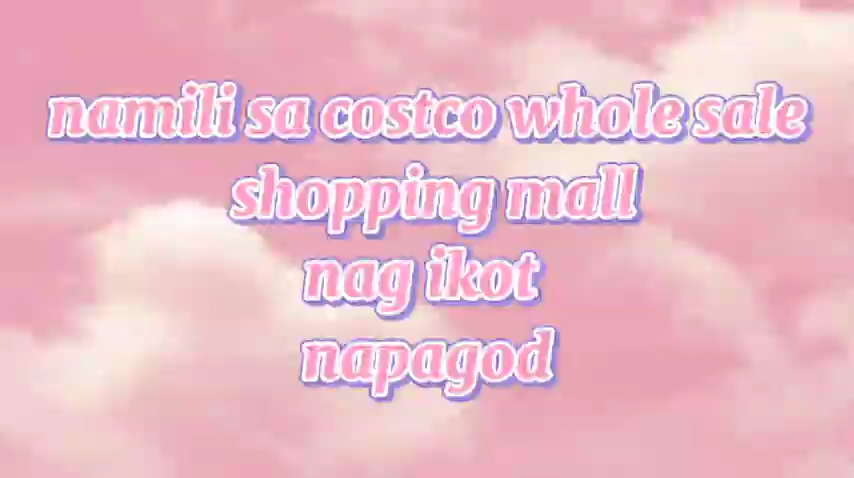 namili sa costco whole sale
shopping mall
nag ikot
napagod